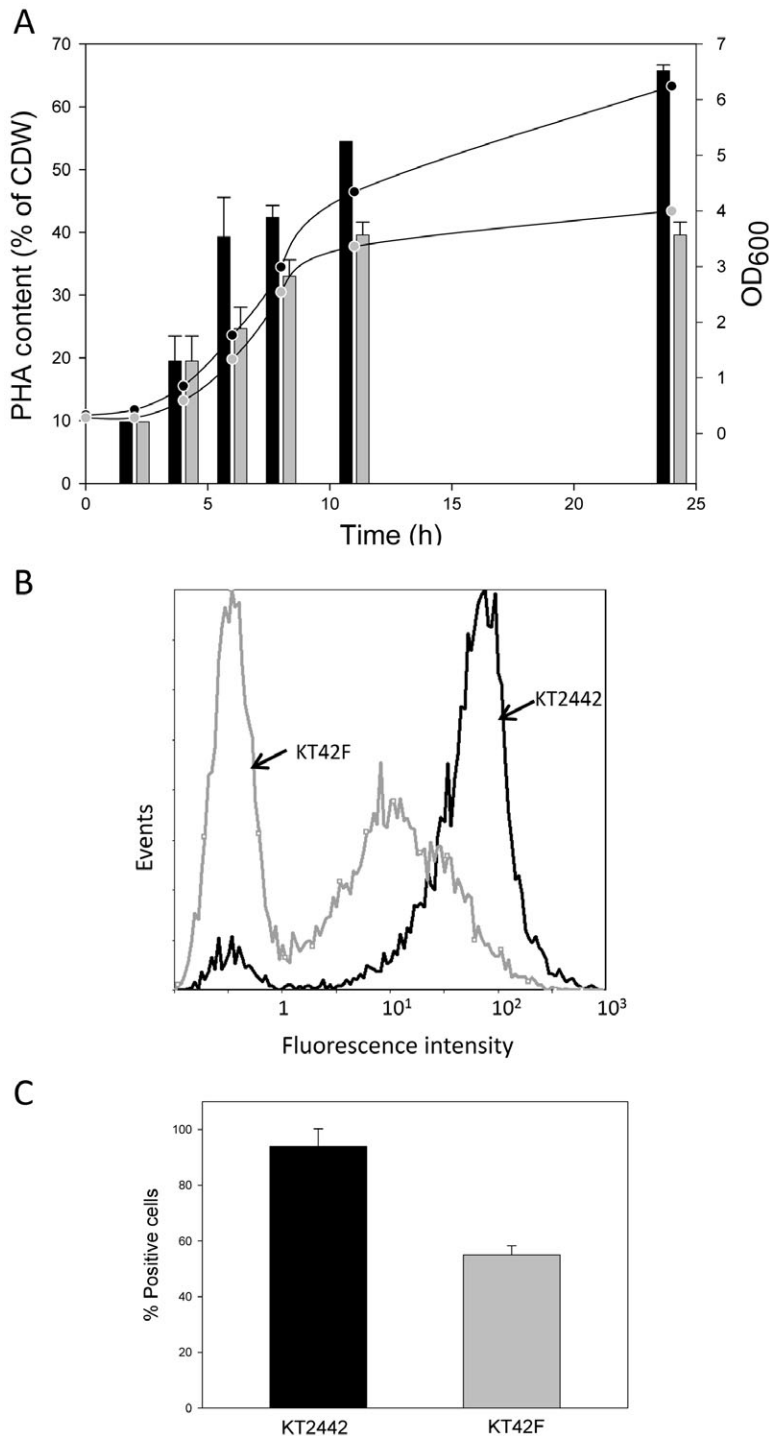 A
PHA content (% of CDW)
70
60
50
40
30
20
10
0
0
5
10
15
20
25
Time (h)
7
6
5
4
3
2
1
0
OD600
B
KT42F
KT2442
Events
1
10¹
10²
10³
Fluorescence intensity
C
% Positive cells
100
80
60
40
20
0
KT2442
KT42F